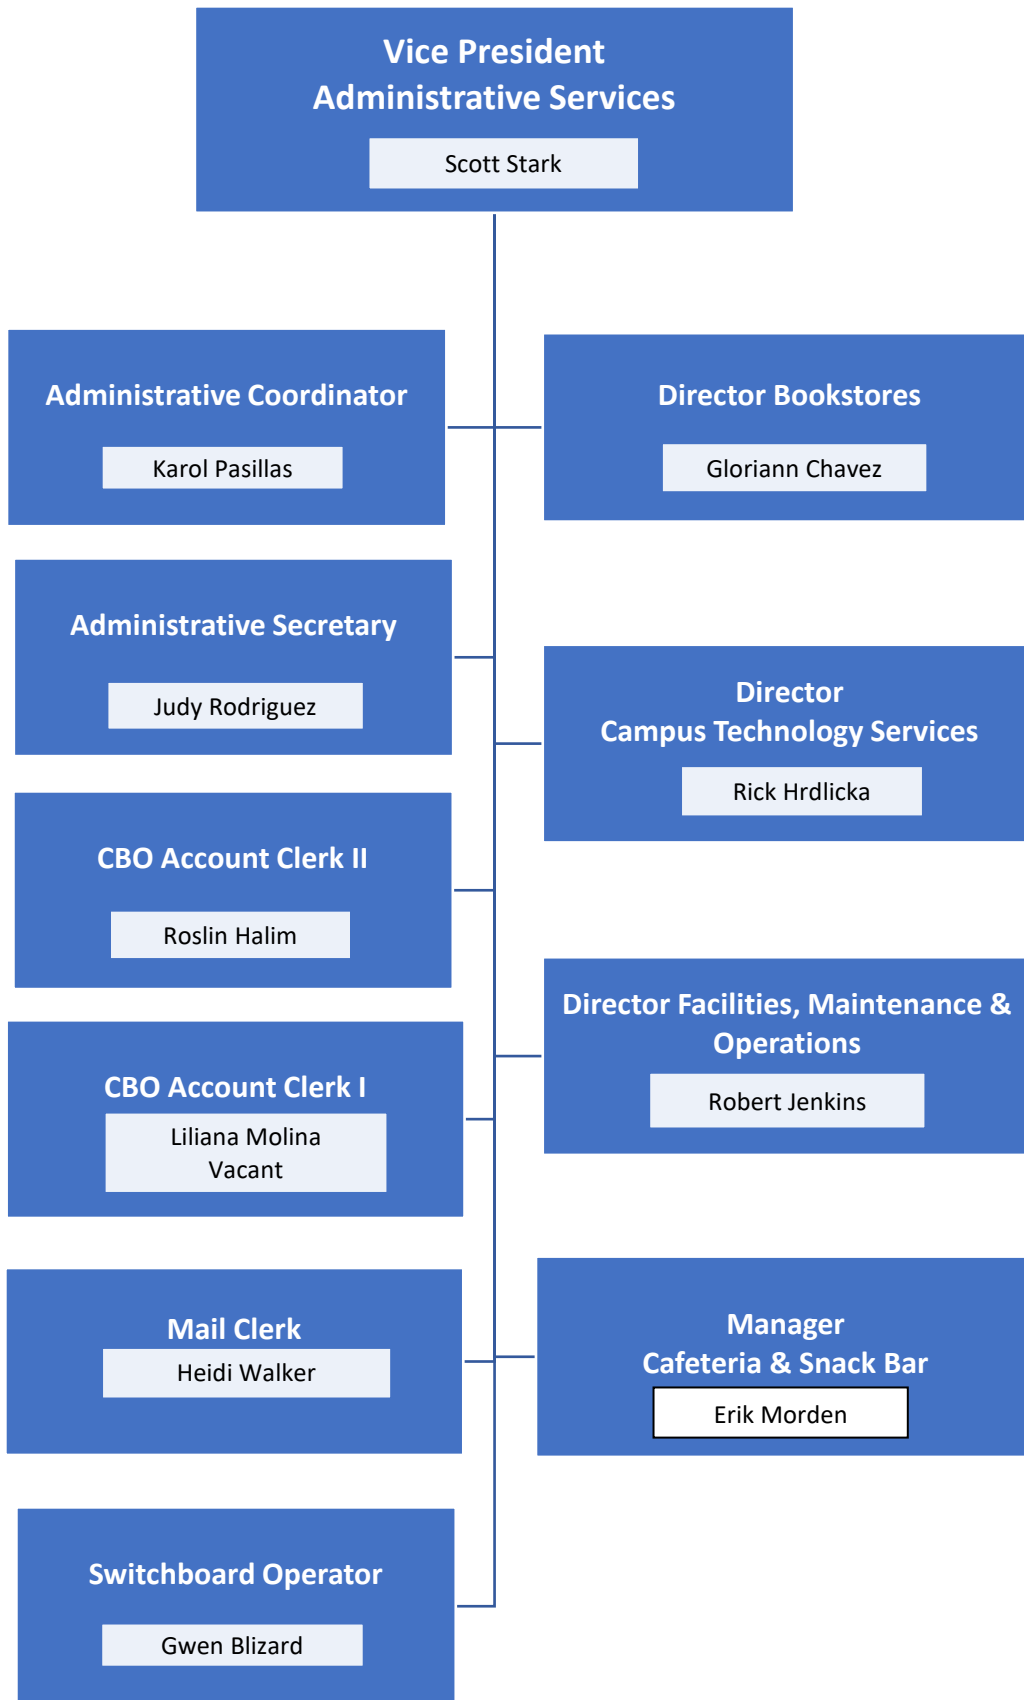 Vice President
Administrative Services
Scott Stark
Administrative Coordinator
Karol Pasillas
Director Bookstores
Gloriann Chavez
Administrative Secretary
Judy Rodriguez
Director
Campus Technology Services
Rick Hrdlicka
CBO Account Clerk II
Roslin Halim
Director Facilities, Maintenance &
Operations
Robert Jenkins
CBO Account Clerk I
Liliana Molina
Vacant
Mail Clerk
Heidi Walker
Manager
Cafeteria & Snack Bar
Erik Morden
Switchboard Operator
Gwen Blizard